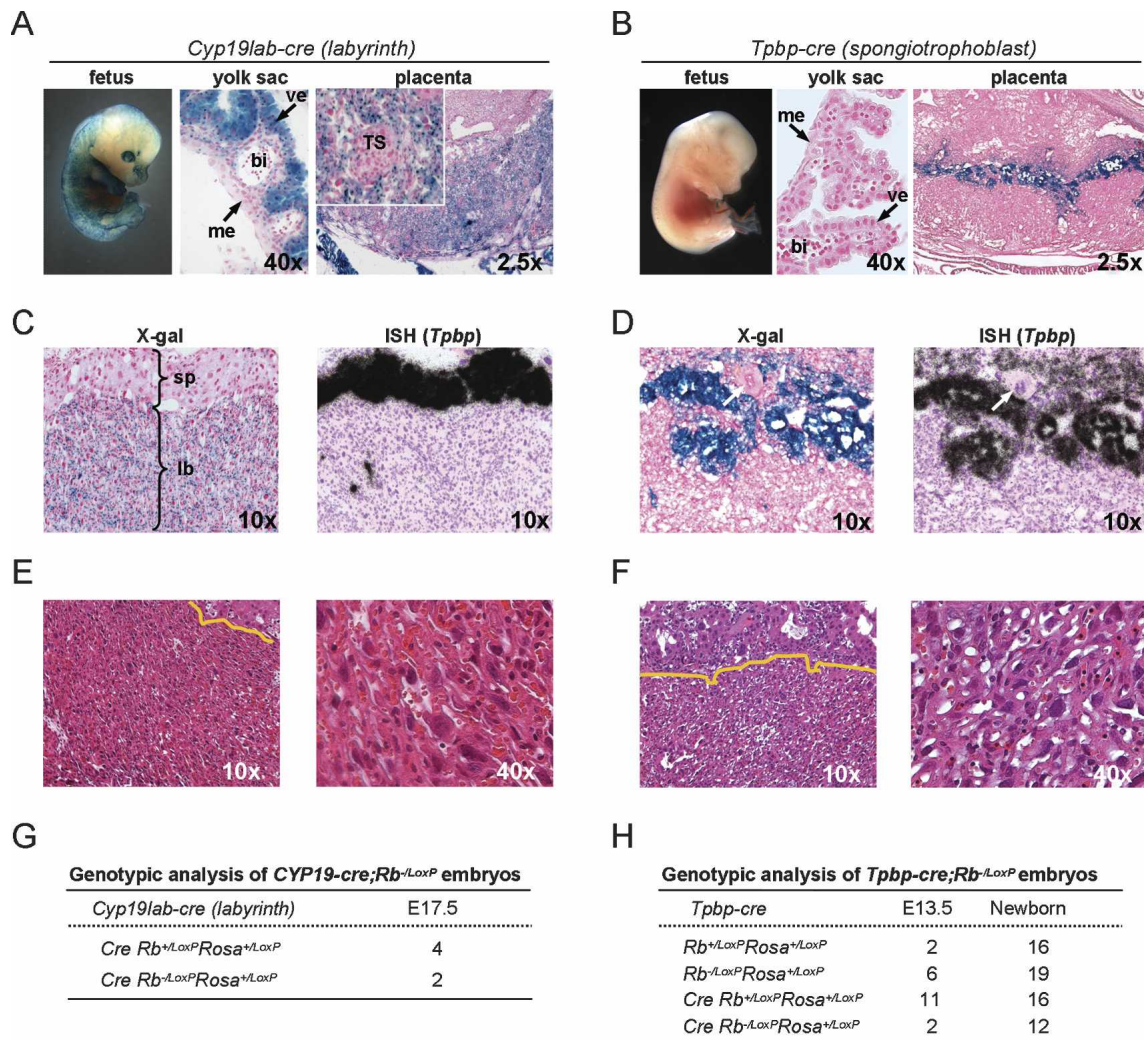 A
Cyp19lab-cre (labyrinth)
fetus yolk sac placenta
ve
TS
bi
me
40x 2.5x
B
Tpbp-cre (spongiotrophoblast)
fetus yolk sac placenta
me
ve
bi
40x 2.5x
C
X-gal ISH (Tpbp)
sp
lb
10x 10x
D
X-gal ISH (Tpbp)
10x 10x
E
10x 40x
F
10x 40x
G
Genotypic analysis of CYP19-cre;Rb-/LoxP embryos
Cyp19lab-cre (labyrinth) E17.5
Cre Rb+/LoxPRosa+/LoxP 4
Cre Rb-/LoxPRosa+/LoxP 2
H
Genotypic analysis of Tpbp-cre;Rb-/LoxP embryos
Tpbp-cre E13.5 Newborn
Rb+/LoxPRosa+/LoxP 2 16
Rb-/LoxPRosa+/LoxP 6 19
Cre Rb+/LoxPRosa+/LoxP 11 16
Cre Rb-/LoxPRosa+/LoxP 2 12